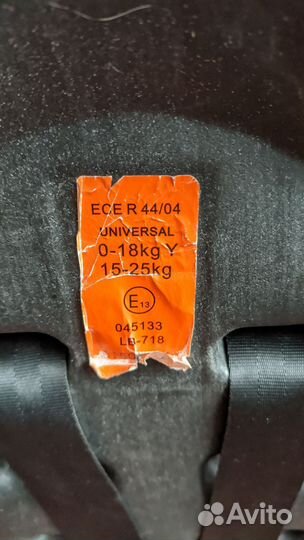 ECE R 44/04
UNIVERSAL
0-18kg Y
15-25kg
E13
045133
LB-718
Avito